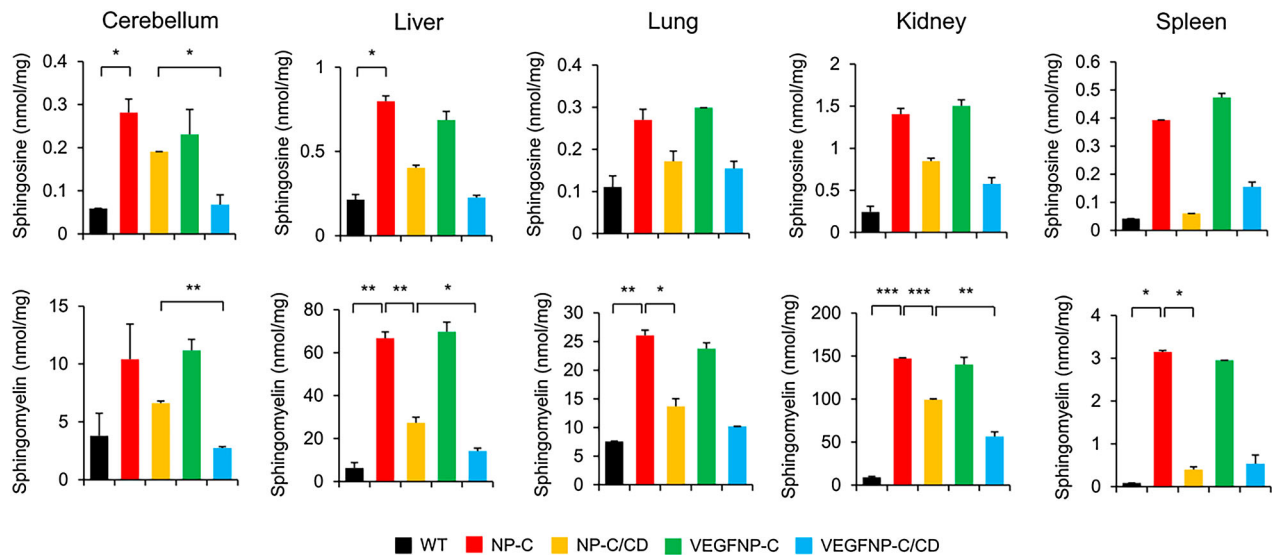 Cerebellum Liver Lung Kidney Spleen
* * * 
Sphingosine (nmol/mg) Sphingosine (nmol/mg) Sphingosine (nmol/mg) Sphingosine (nmol/mg) Sphingosine (nmol/mg)
0.4 0.3 0.2 0.1 0
1 0.5 0
0.4 0.3 0.2 0.1 0
2 1.5 1 0.5 0
0.6 0.5 0.4 0.3 0.2 0.1 0
** ** ** * ** * *** *** ** * *
Sphingomyelin (nmol/mg) Sphingomyelin (nmol/mg) Sphingomyelin (nmol/mg) Sphingomyelin (nmol/mg) Sphingomyelin (nmol/mg)
15 10 5 0
80 60 40 20 0
30 25 20 15 10 5 0
200 150 100 50 0
4 3 2 1 0
WT NP-C NP-C/CD VEGFNP-C VEGFNP-C/CD